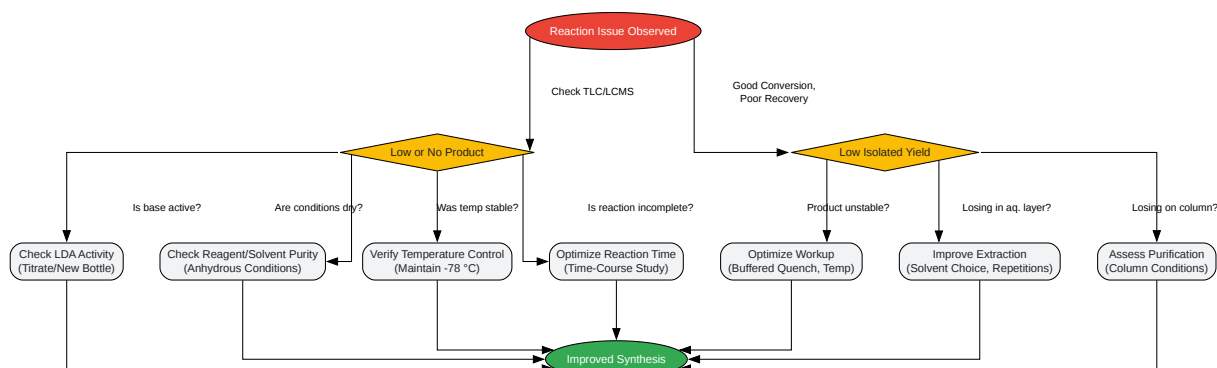 Reaction Issue Observed
Check TLC/LCMS
Good Conversion,
Poor Recovery
Low or No Product
Low Isolated Yield
Is base active?
Are conditions dry?
Was temp stable?
Is reaction incomplete?
Product unstable?
Losing in aq. layer?
Losing on column?
Check LDA Activity
(Titrate/New Bottle)
Check Reagent/Solvent Purity
(Anhydrous Conditions)
Verify Temperature Control
(Maintain -78 °C)
Optimize Reaction Time
(Time-Course Study)
Optimize Workup
(Buffered Quench, Temp)
Improve Extraction
(Solvent Choice, Repetitions)
Assess Purification
(Column Conditions)
Improved Synthesis